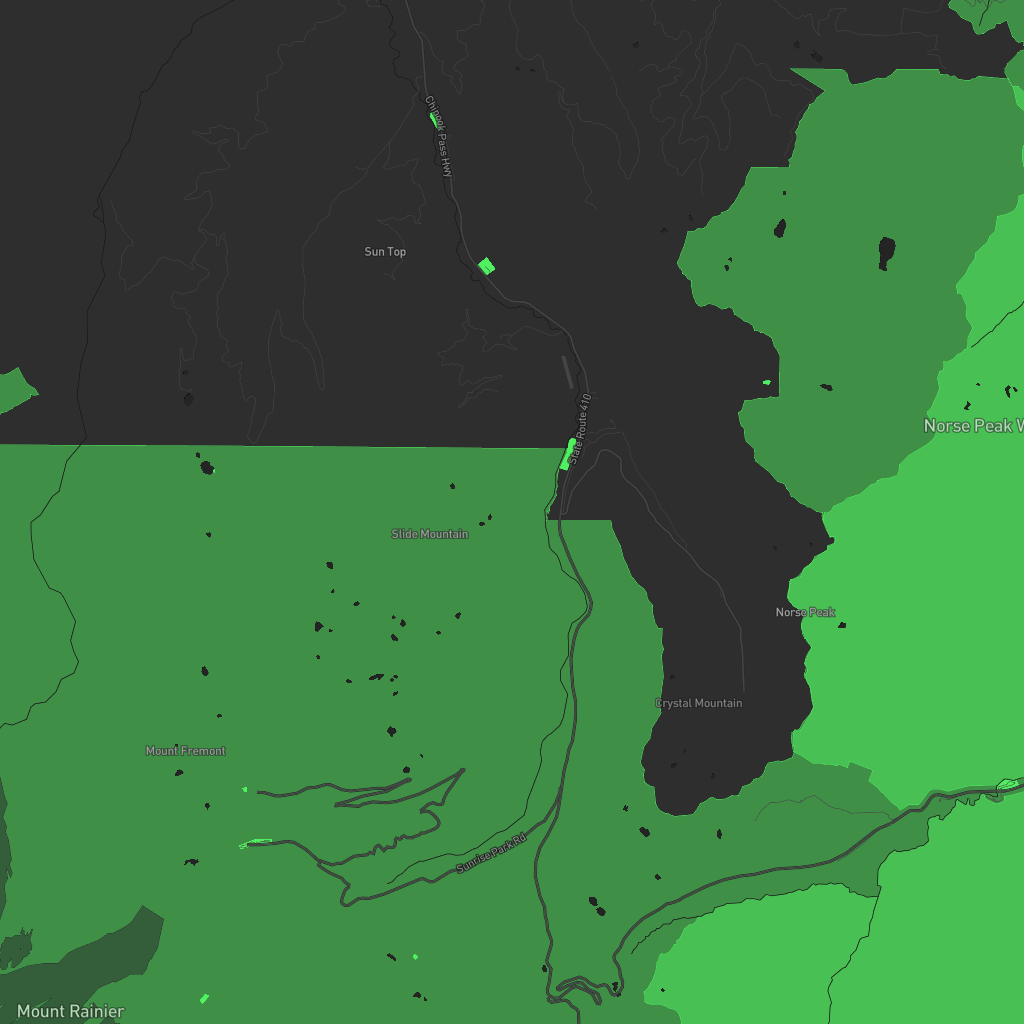 Chinook Pass Hwy
Sun Top
State Route 410
Norse Peak W
Slide Mountain
Norse Peak
Crystal Mountain
Mount Fremont
Sunrise Park Rd
Mount Rainier